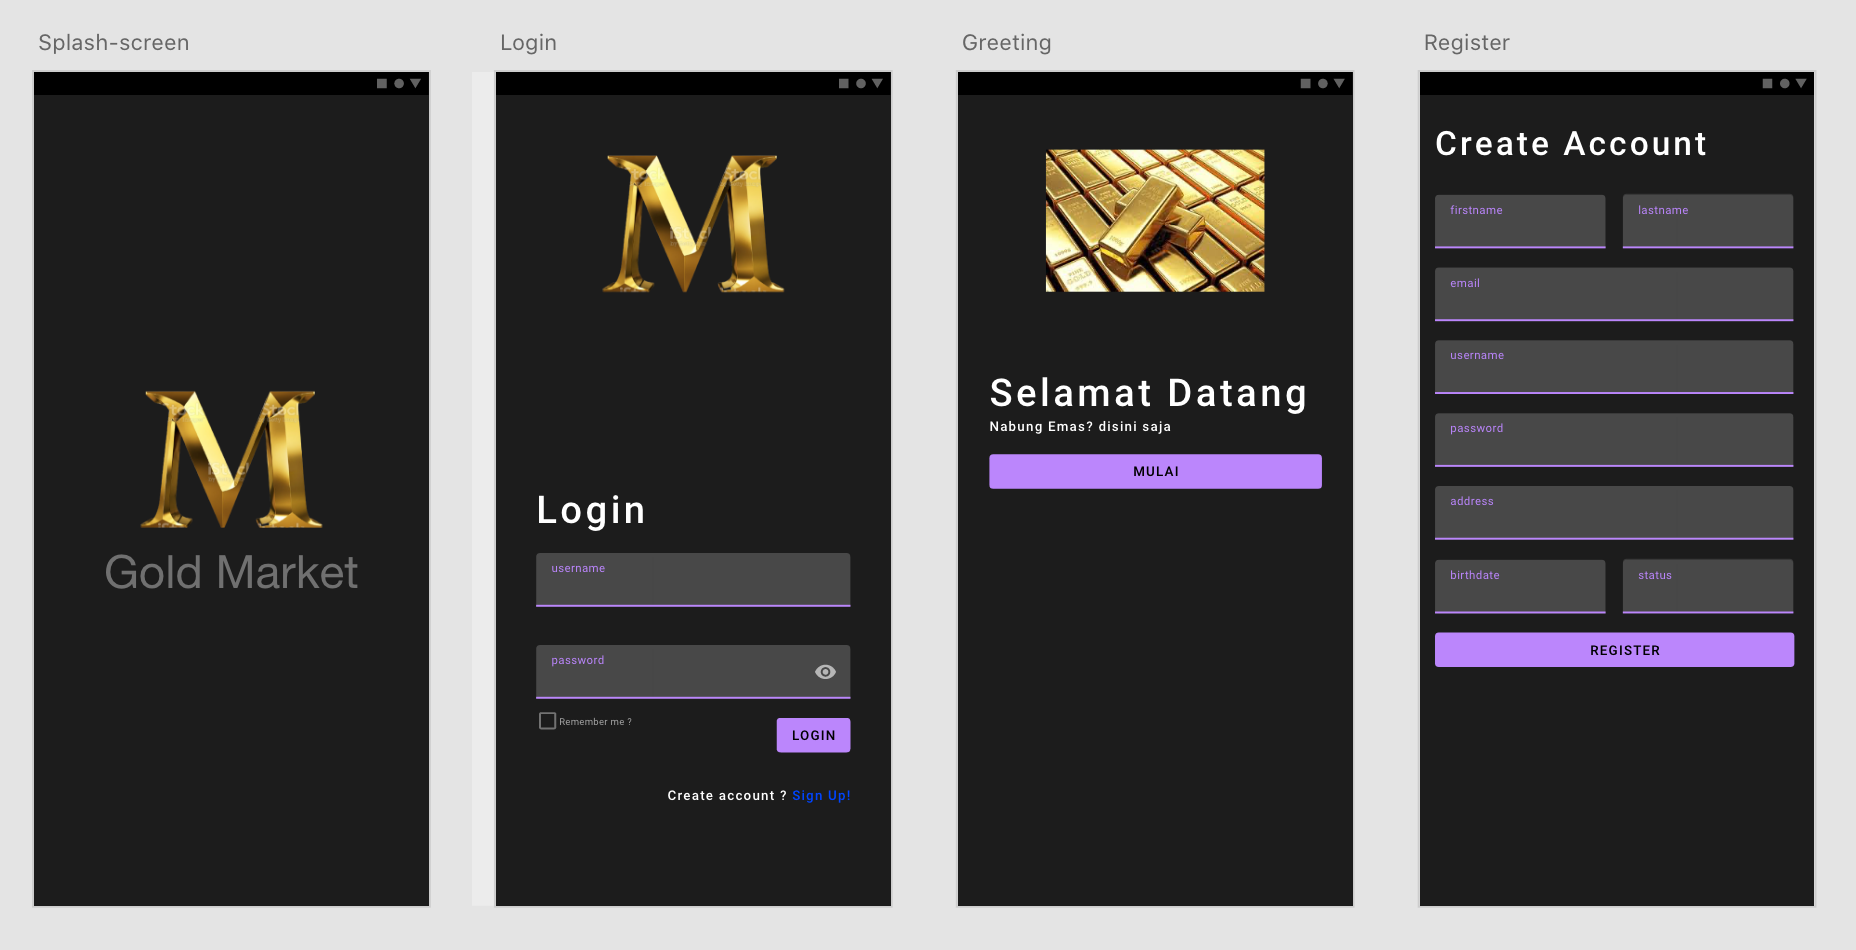 Splash-screen
Login
Greeting
Register
M
Gold Market
M
Login
username
password
Remember me ?
LOGIN
Create account ? Sign Up!
Selamat Datang
Nabung Emas? disini saja
MULAI
Create Account
firstname
lastname
email
username
password
address
birthdate
status
REGISTER